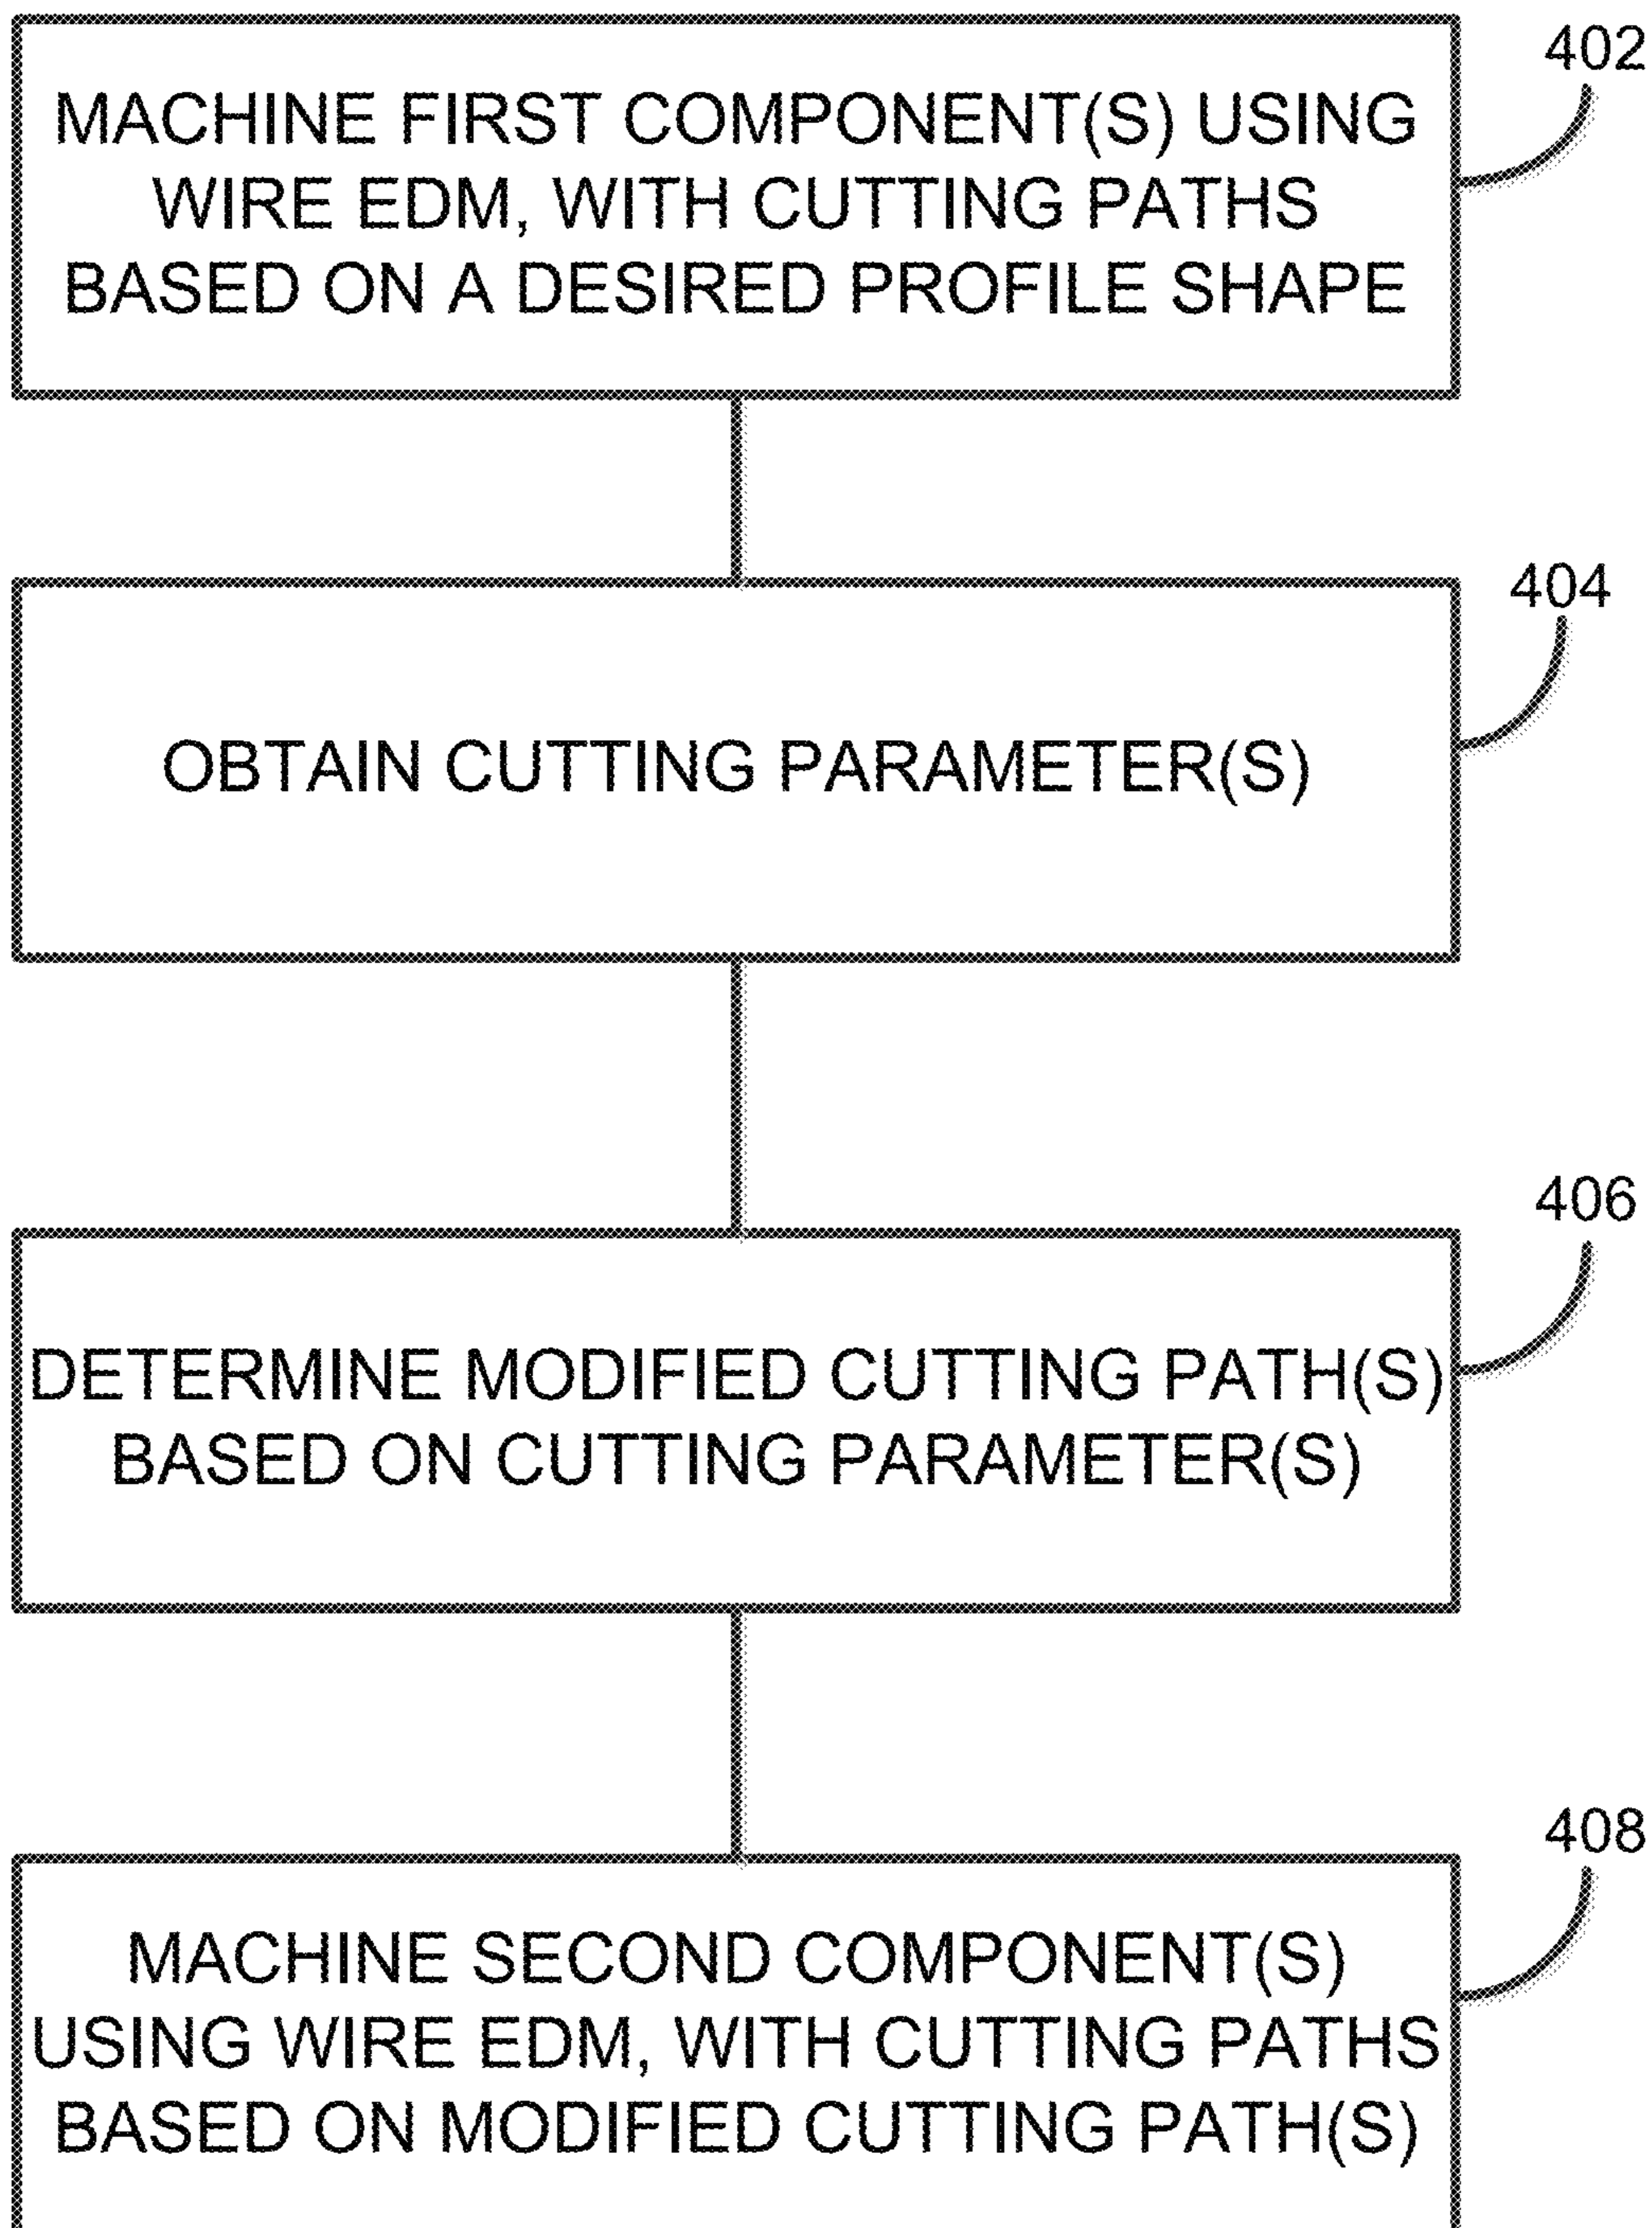 402
MACHINE FIRST COMPONENT(S) USING
WIRE EDM, WITH CUTTING PATHS
BASED ON A DESIRED PROFILE SHAPE
404
OBTAIN CUTTING PARAMETER(S)
406
DETERMINE MODIFIED CUTTING PATH(S)
BASED ON CUTTING PARAMETER(S)
408
MACHINE SECOND COMPONENT(S)
USING WIRE EDM, WITH CUTTING PATHS
BASED ON MODIFIED CUTTING PATH(S)